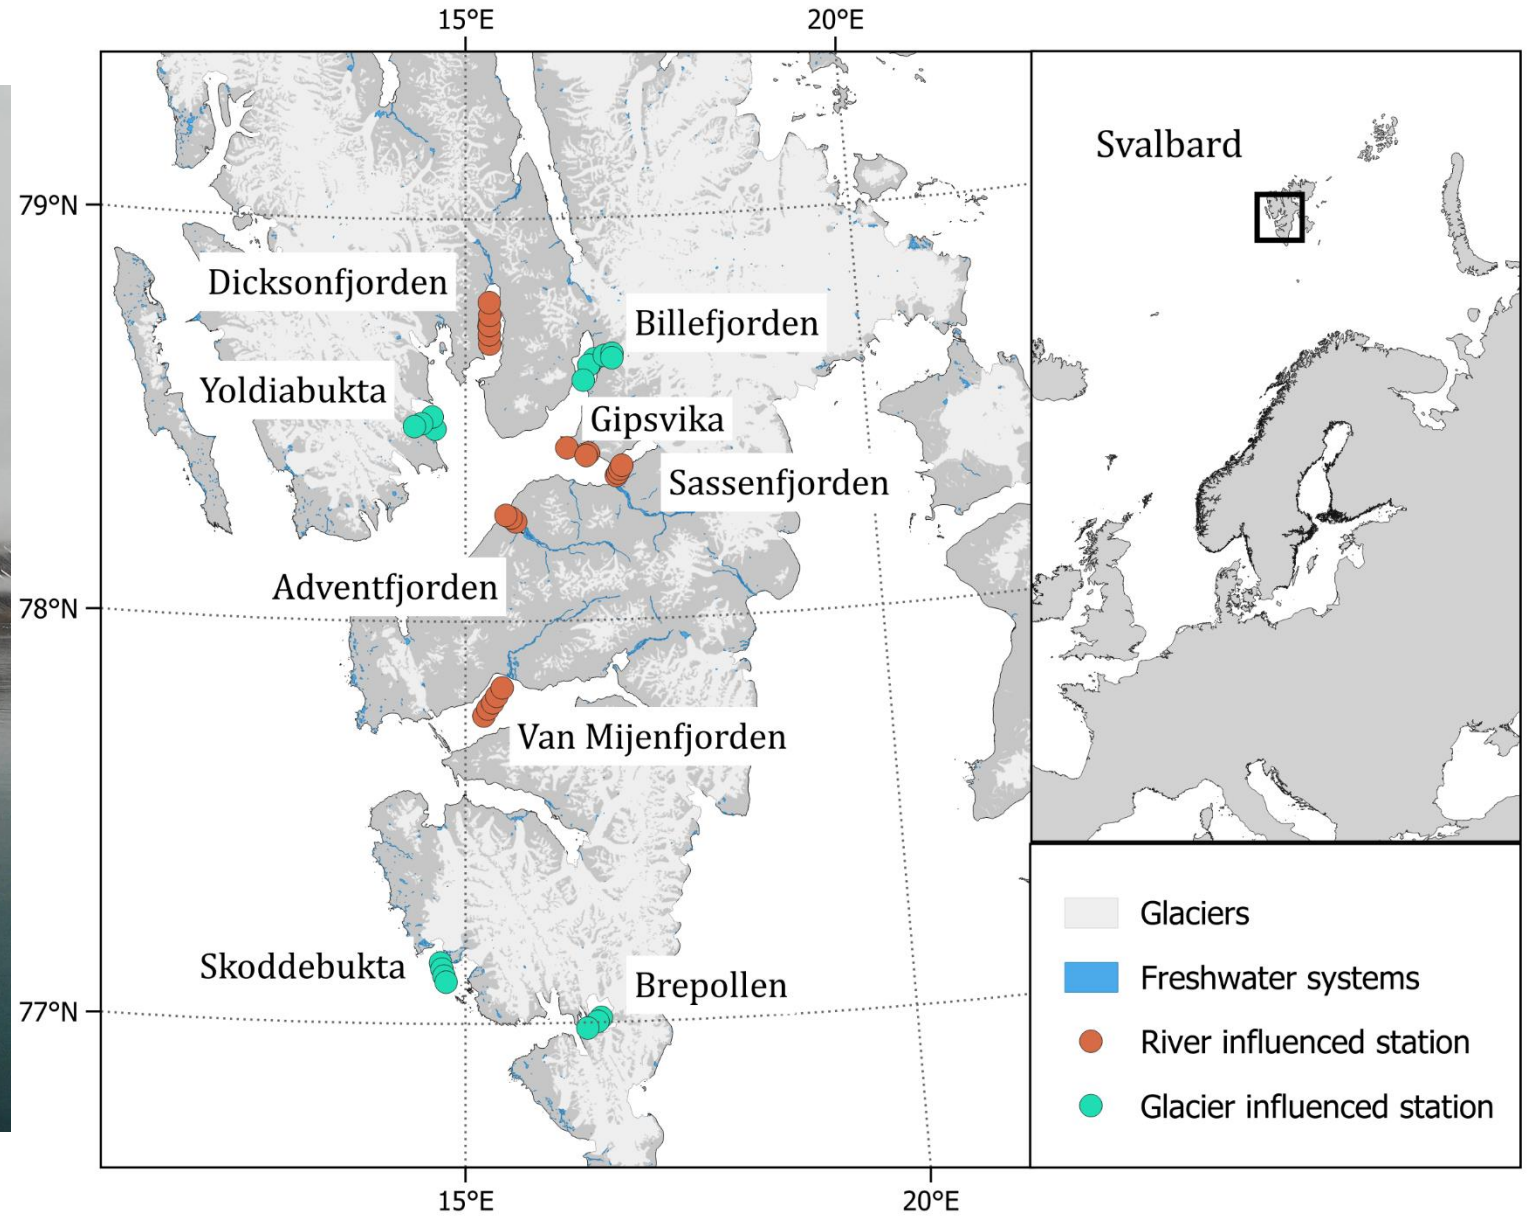 15°E
20°E
Svalbard
79°N
Dicksonfjorden
Billefjorden
Yoldiabukta
Gipsvika
Sassenfjorden
Adventfjorden
78°N
Van Mijenfjorden
Glaciers
Skoddebukta
Freshwater systems
Brepollen
77°N
River influenced station
Glacier influenced station
15°E
20°E